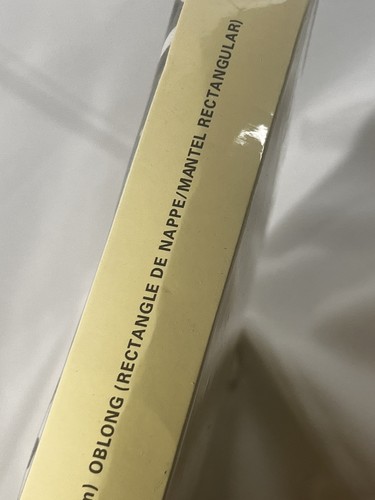 m) OBLONG (RECTANGLE DE NAPPE/MANTEL RECTANGULAR)